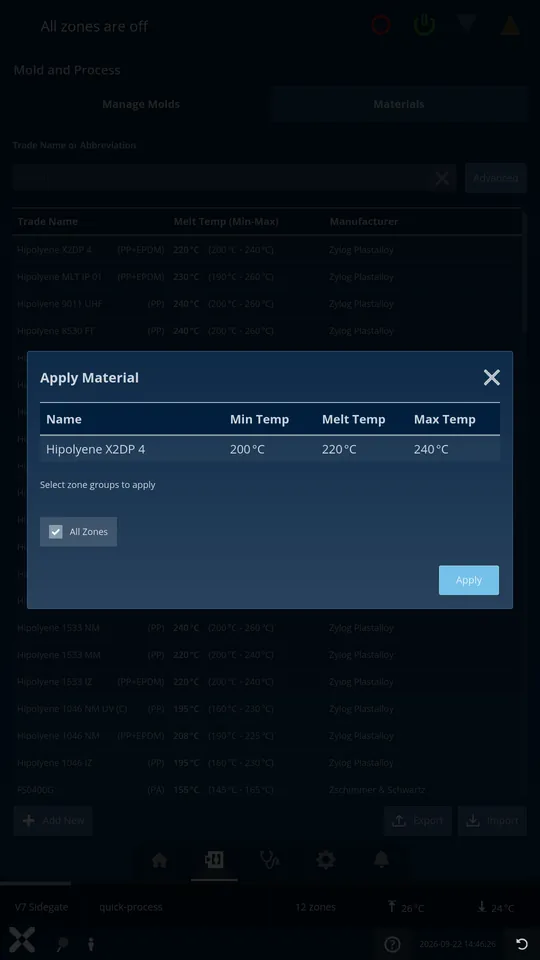 All zones are off
Mold and Process
Manage Molds Materials
Trade Name or Abbreviation
Advanced
Trade Name Melt Temp (Min-Max) Manufacturer
Hipolyene X2DP 4 (PP+EPDM) 220 °C (200 °C - 240 °C) Zylog Plastalloy
Hipolyene MLT IP 01 (PP+EPDM) 230 °C (190 °C - 260 °C) Zylog Plastalloy
Hipolyene 9011 UHF (PP) 240 °C (200 °C - 260 °C) Zylog Plastalloy
Hipolyene 8530 FT (PP) 240 °C (200 °C - 260 °C) Zylog Plastalloy
Apply Material
Name Min Temp Melt Temp Max Temp
Hipolyene X2DP 4 200 °C 220 °C 240 °C
Select zone groups to apply
All Zones
Apply
Hipolyene 1533 NM (PP) 240 °C (200 °C - 260 °C) Zylog Plastalloy
Hipolyene 1533 MM (PP) 220 °C (200 °C - 240 °C) Zylog Plastalloy
Hipolyene 1533 IZ (PP+EPDM) 220 °C (200 °C - 240 °C) Zylog Plastalloy
Hipolyene 1046 NM UV (C) (PP) 195 °C (160 °C - 230 °C) Zylog Plastalloy
Hipolyene 1046 NM (PP+EPDM) 208 °C (190 °C - 225 °C) Zylog Plastalloy
Hipolyene 1046 IZ (PP) 195 °C (160 °C - 230 °C) Zylog Plastalloy
PS0400G (PA) 155 °C (145 °C - 165 °C) Zschimmer & Schwartz
Add New Export Import
V7 Sidegate quick-process 12 zones 26 °C 24 °C
2026-09-22 14:46:26